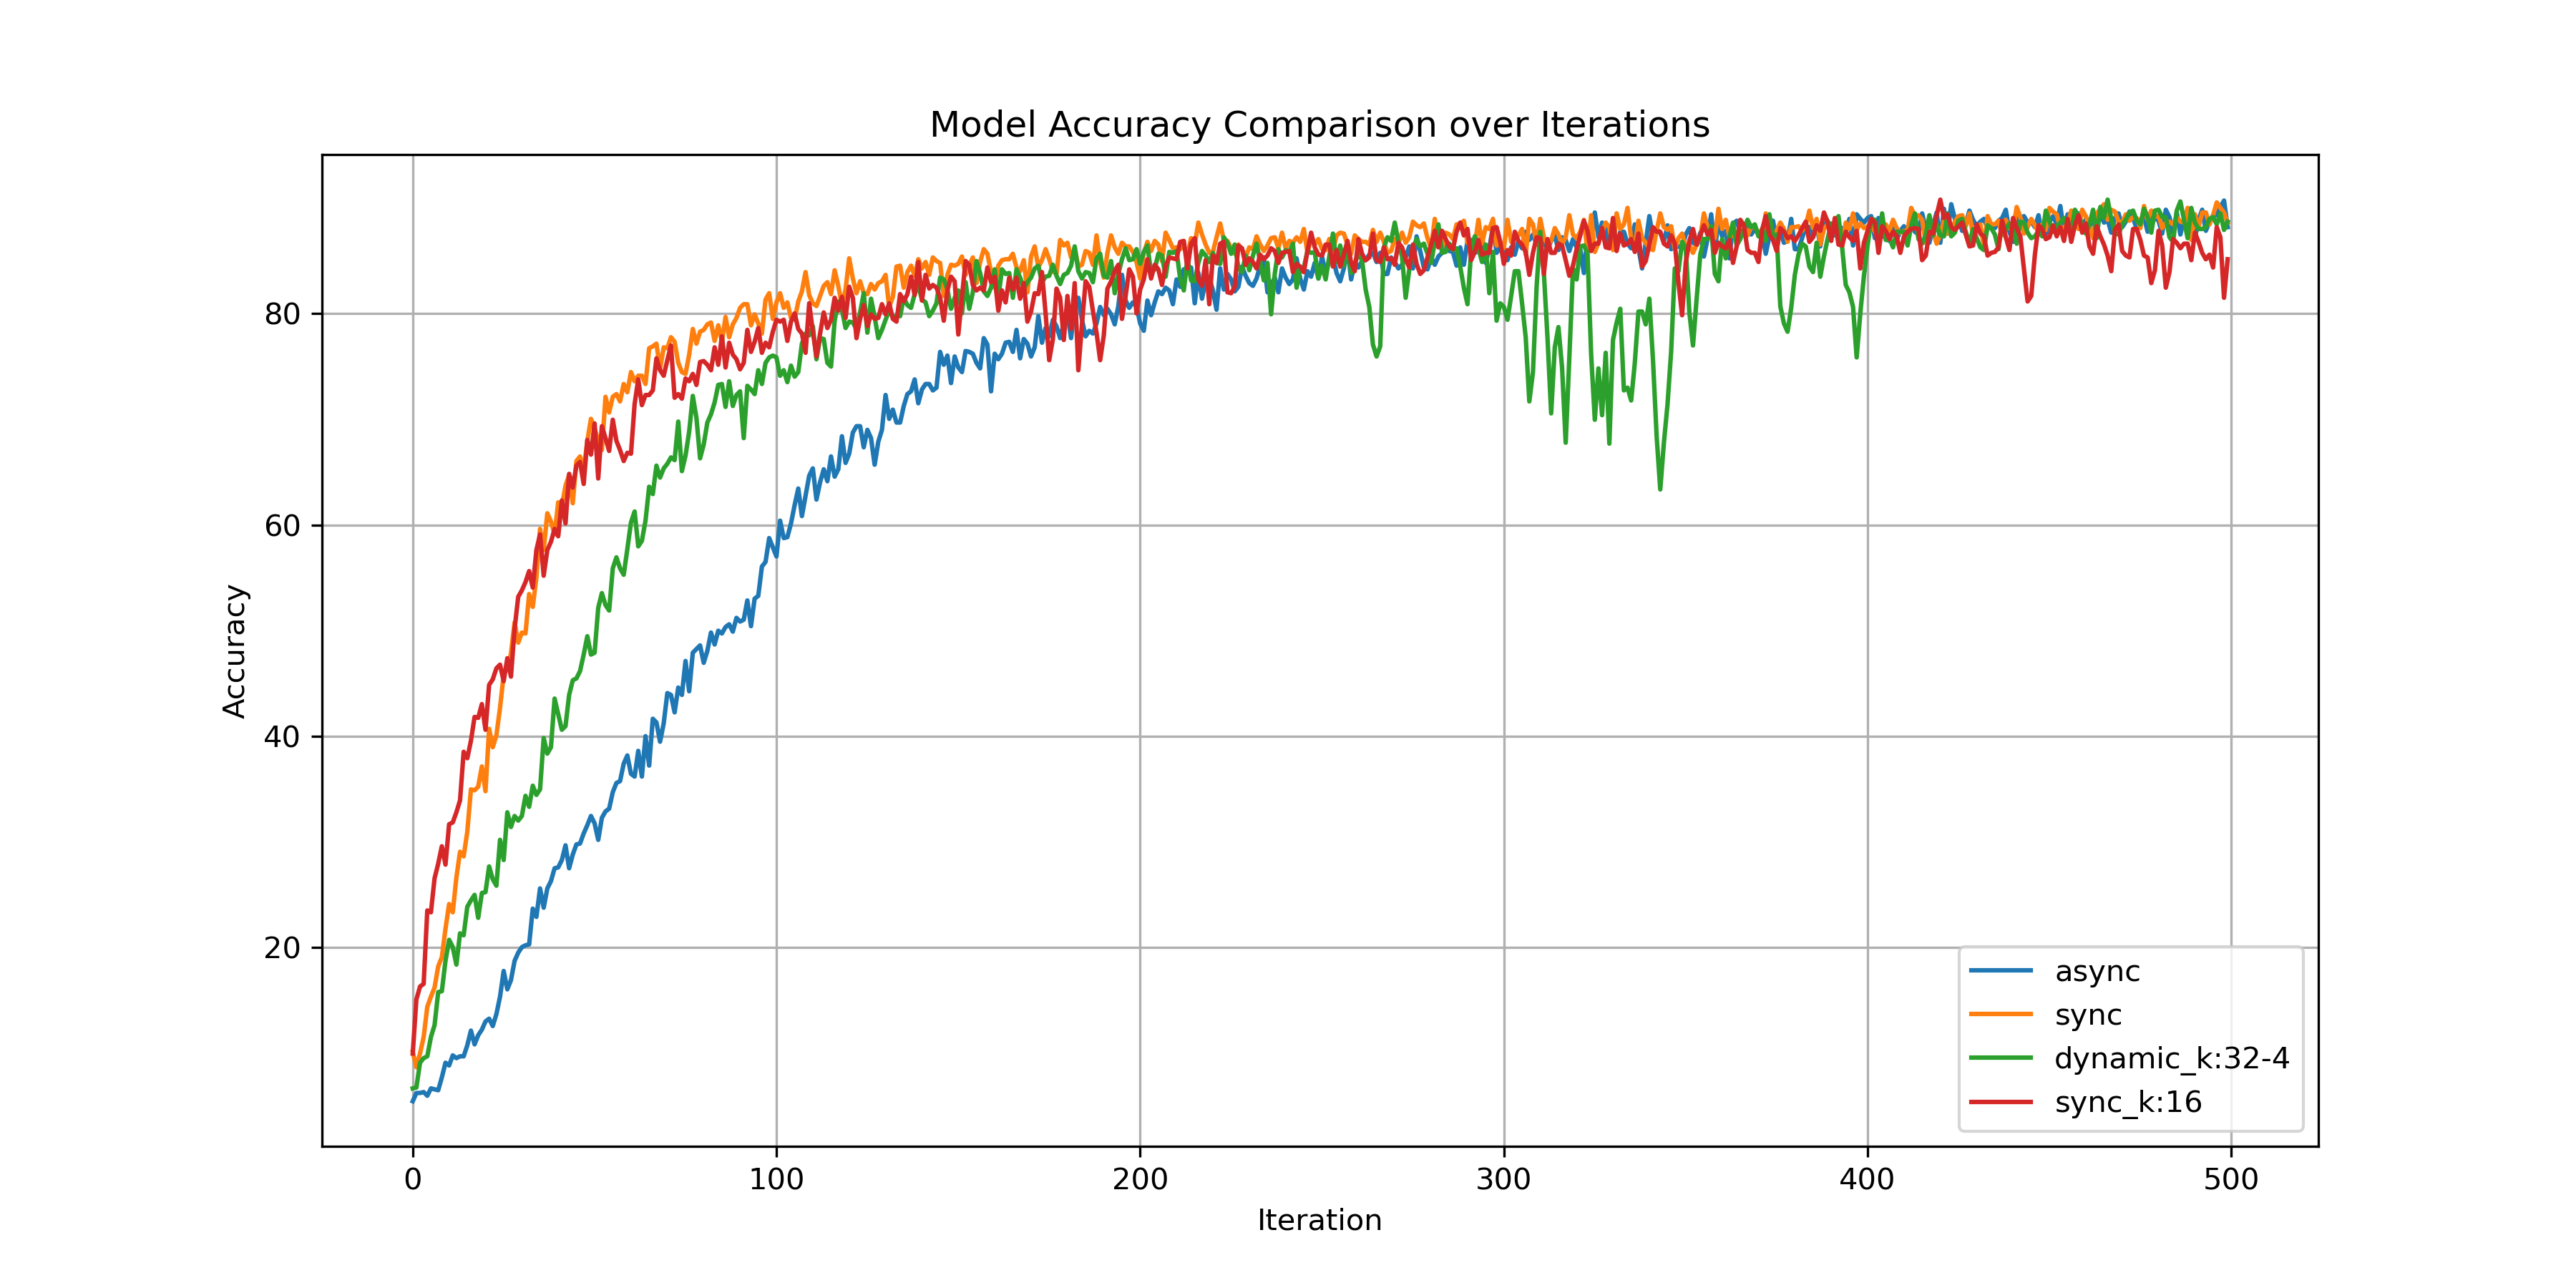 Model Accuracy Comparison over Iterations
Accuracy
80
60
40
20
0
100
200
300
400
500
Iteration
async
sync
dynamic_k:32-4
sync_k:16